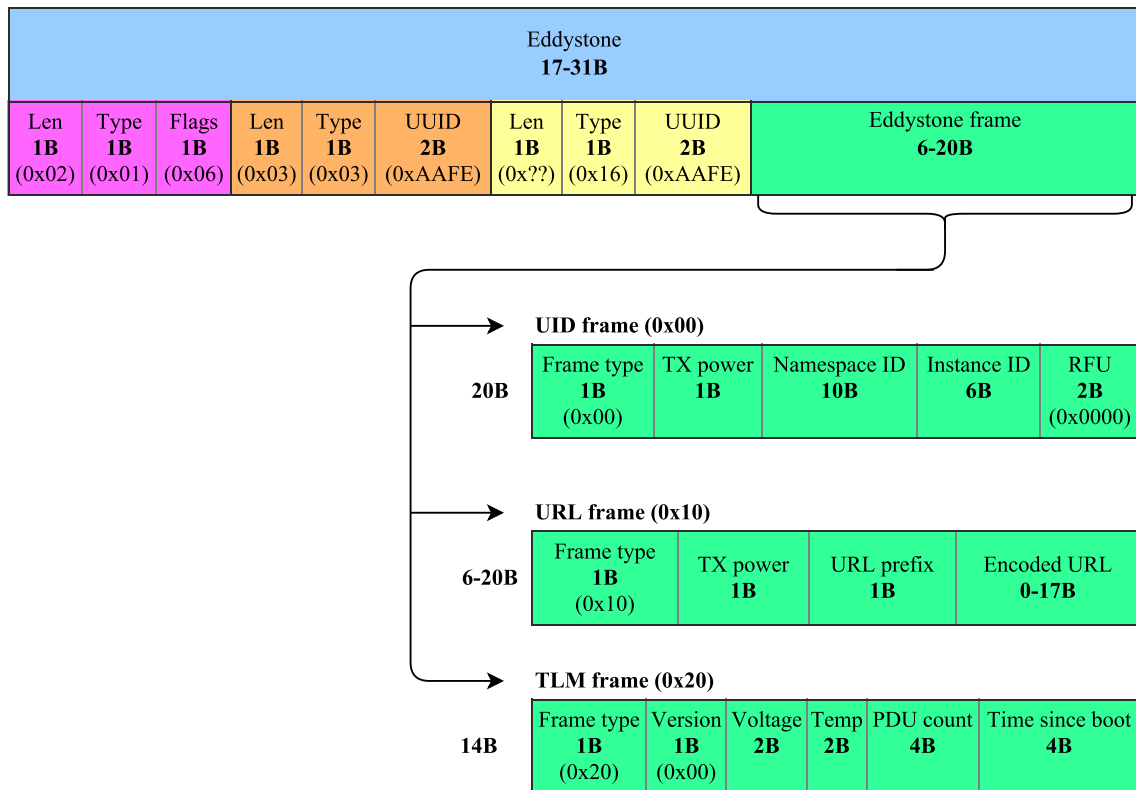 Eddystone
17-31B
Len Type Flags Len Type UUID Len Type UUID Eddystone frame
1B 1B 1B 1B 1B 2B 1B 1B 2B 6-20B
(0x02) (0x01) (0x06) (0x03) (0x03) (0xAAFE) (0x??) (0x16) (0xAAFE)
UID frame (0x00)
Frame type TX power Namespace ID Instance ID RFU
20B 1B 1B 10B 6B 2B
(0x00) (0x0000)
URL frame (0x10)
Frame type TX power URL prefix Encoded URL
6-20B 1B 1B 1B 0-17B
(0x10)
TLM frame (0x20)
Frame type Version Voltage Temp PDU count Time since boot
14B 1B 1B 2B 2B 4B 4B
(0x20) (0x00)